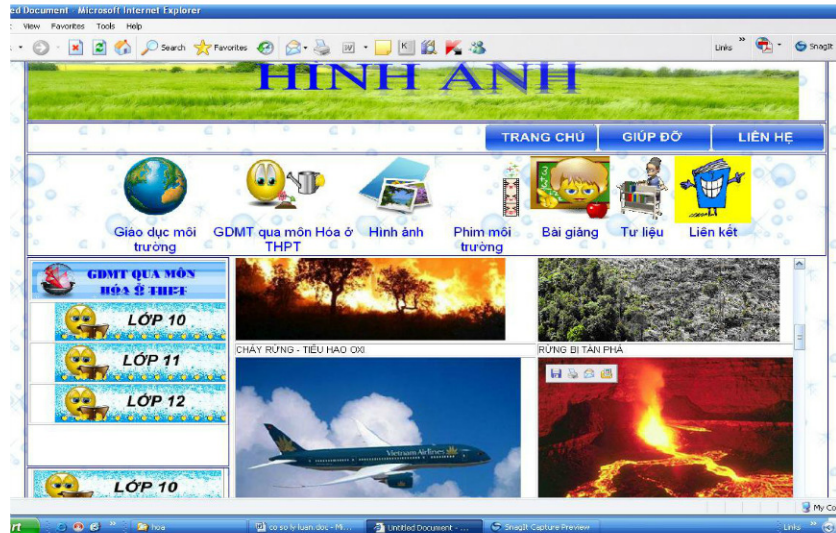 ed Document - Microsoft Internet Explorer
View Favorites Tools Help
Search Favorites
Links
SnagIt
HÌNH ẢNH
TRANG CHỦ GIÚP ĐỠ LIÊN HỆ
Giáo dục môi trường
GDMT qua môn Hóa ở THPT
Hình ảnh
Phim môi trường
Bài giảng
Tư liệu
Liên kết
GDMT QUA MÔN
HÓA Ở THPT
LỚP 10
LỚP 11
LỚP 12
LỚP 10
CHÁY RỪNG - TIÊU HAO OXI
RỪNG BỊ TÀN PHÁ
Vietnam Airlines
My Co
rt
hoa
co so ly luan.doc - Mi...
Untitled Document - ...
SnagIt Capture Preview
Links